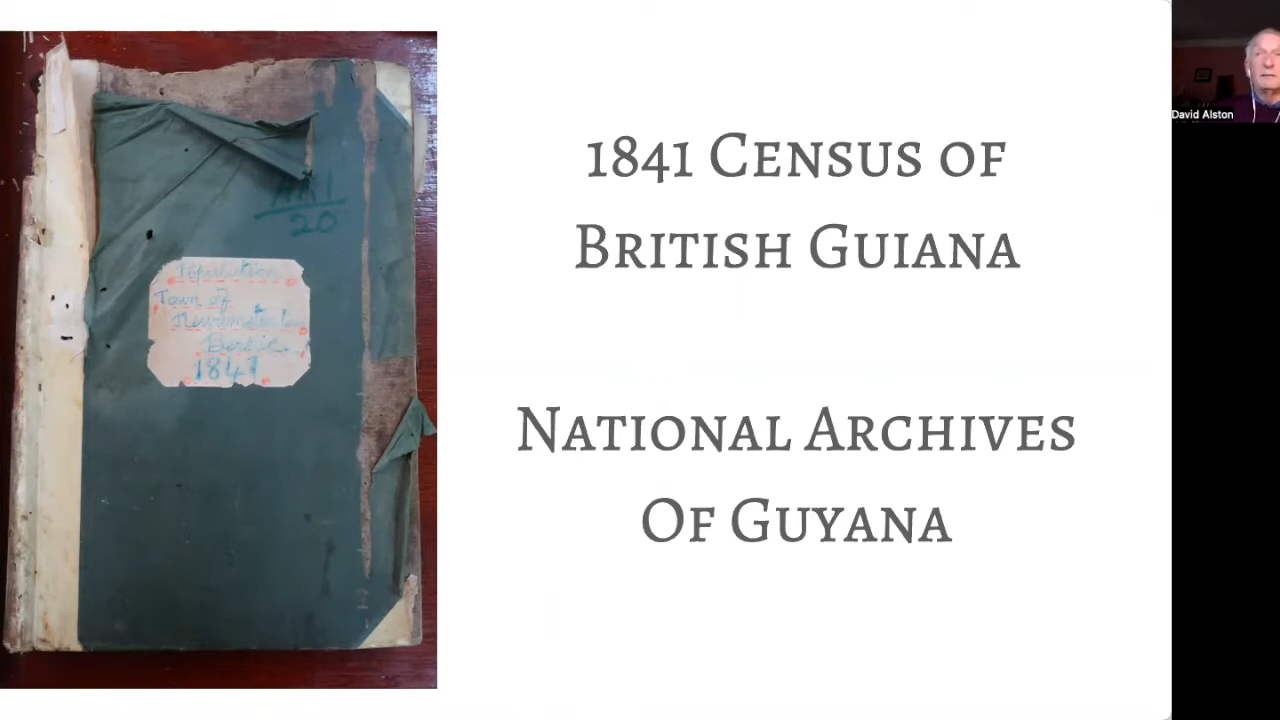 1841 Census of
British Guiana
National Archives
Of Guyana
20
Population
Town of
Berbice
1841
David Alston